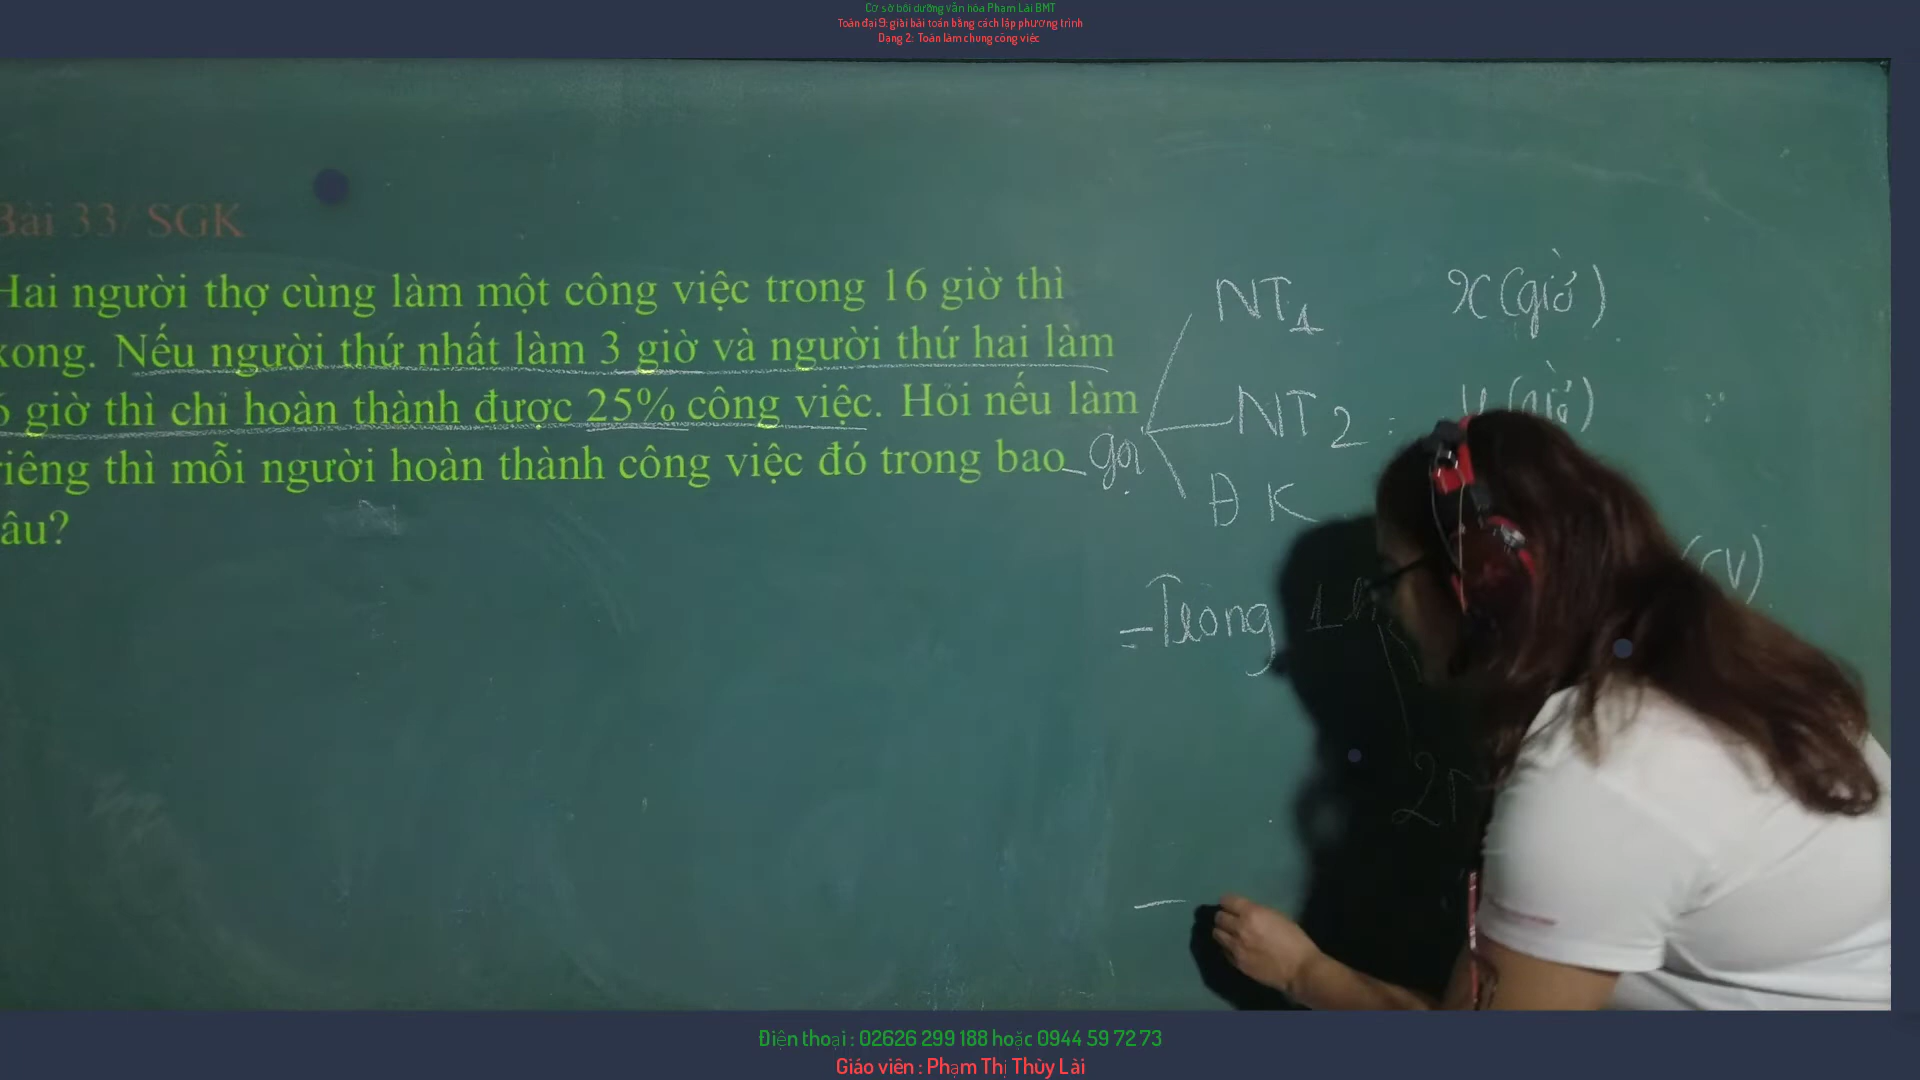 Cơ sở bồi dưỡng văn hóa Phạm Lài BMT
Toán đại 9: giải bài toán bằng cách lập phương trình
Dạng 2: Toán làm chung công việc
Bài 33/ SGK
Hai người thợ cùng làm một công việc trong 16 giờ thì
xong. Nếu người thứ nhất làm 3 giờ và người thứ hai làm
6 giờ thì chỉ hoàn thành được 25% công việc. Hỏi nếu làm
riêng thì mỗi người hoàn thành công việc đó trong bao
âu?
NT1 x (giờ)
NT2 : y (giờ)
- gọi
ĐK
(CV)
- Trong 1h
2n
Điện thoại : 02626 299 188 hoặc 0944 59 72 73
Giáo viên : Phạm Thị Thùy Lài